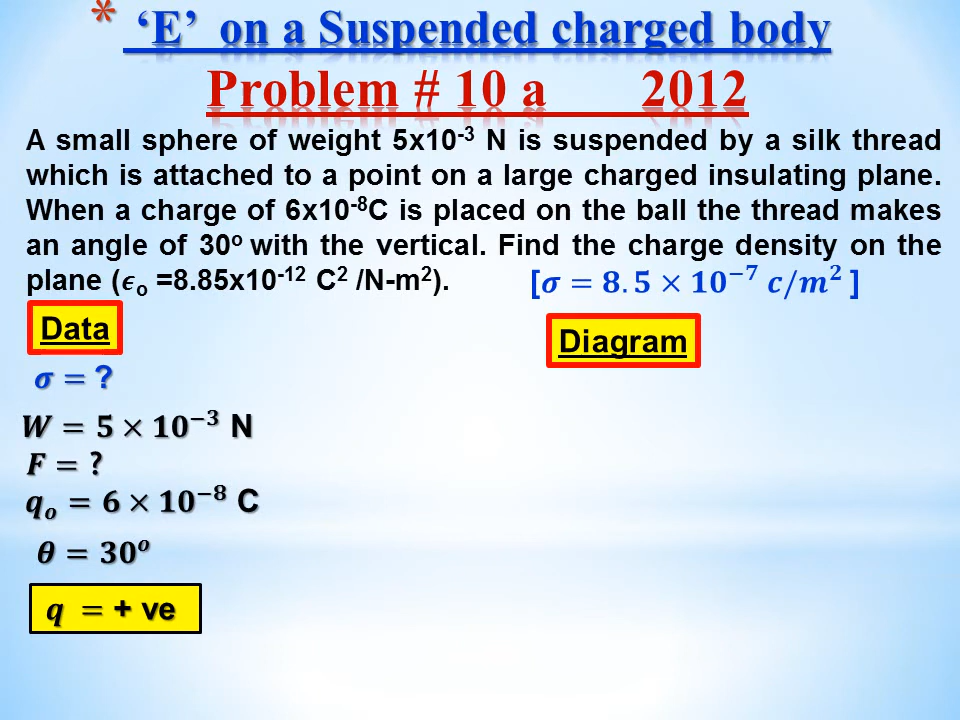 * ‘E’ on a Suspended charged body
Problem # 10 a 2012
A small sphere of weight 5x10⁻³ N is suspended by a silk thread
which is attached to a point on a large charged insulating plane.
When a charge of 6x10⁻⁸C is placed on the ball the thread makes
an angle of 30º with the vertical. Find the charge density on the
plane (ϵₒ =8.85x10⁻¹² C² /N-m²). [𝝈 = 𝟖.𝟓 × 𝟏𝟎⁻⁷ 𝒄/𝒎² ]
Data
Diagram
𝝈 = ?
𝑾 = 𝟓 × 𝟏𝟎⁻³ N
𝑭 = ?
𝒒ₒ = 𝟔 × 𝟏𝟎⁻⁸ C
𝜽 = 𝟑𝟎ᵒ
𝒒 = + ve